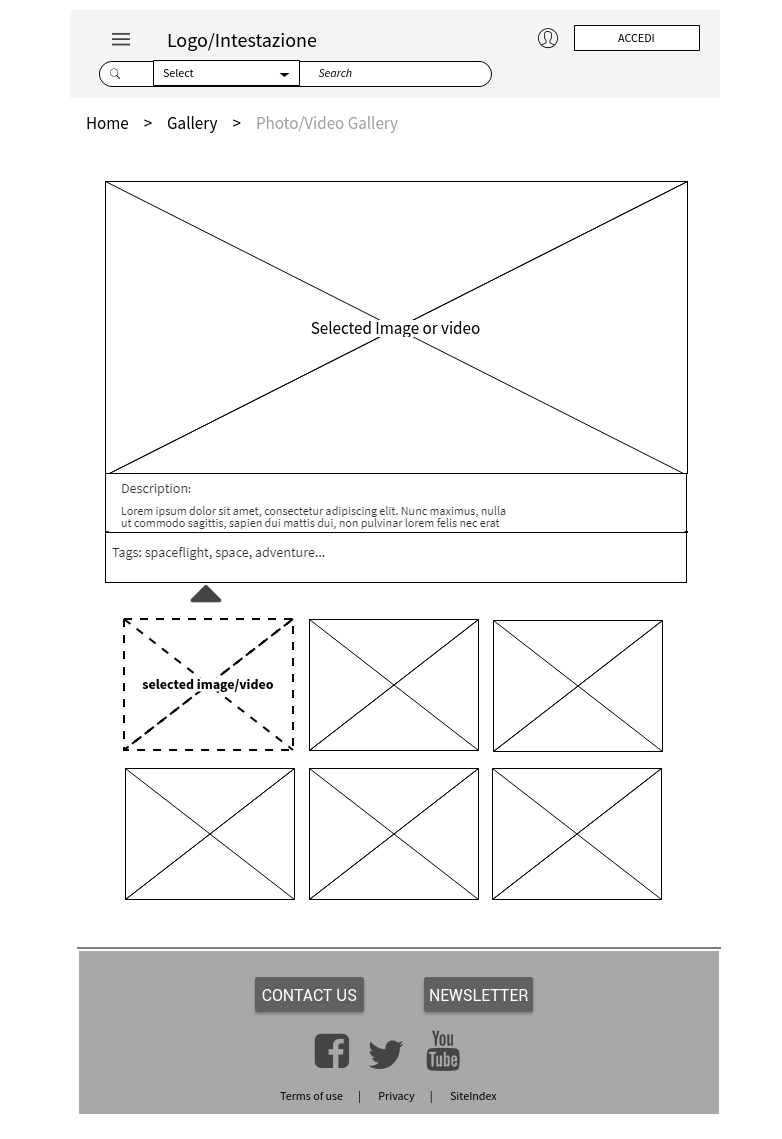 Logo/Intestazione
ACCEDI
Select
Search
Home > Gallery > Photo/Video Gallery
Selected Image or video
Description:
Lorem ipsum dolor sit amet, consectetur adipiscing elit. Nunc maximus, nulla
ut commodo sagittis, sapien dui mattis dui, non pulvinar lorem felis nec erat
Tags: spaceflight, space, adventure...
selected image/video
CONTACT US
NEWSLETTER
You
Tube
Terms of use | Privacy | SiteIndex